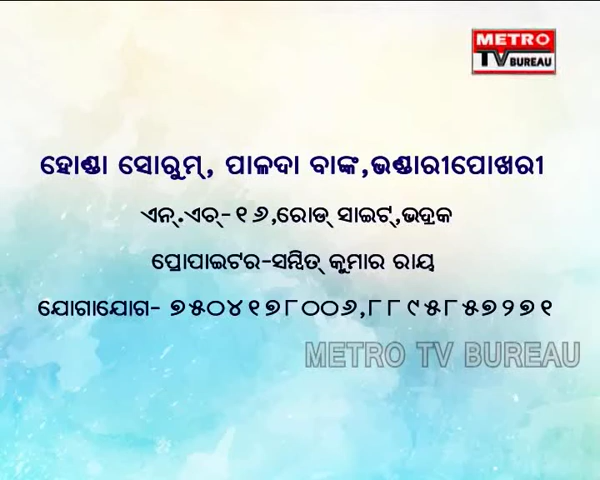 METRO
TV BUREAU
ହୋଣ୍ଡା ସୋରୁମ୍, ପାଳଦା ବାଙ୍କ,ଭଣ୍ଡାରୀପୋଖରୀ
ଏନ୍.ଏଚ୍-୧୬,ରୋଡ୍ ସାଇଟ୍,ଭଦ୍ରକ
ପ୍ରୋପାଇଟର-ସମ୍ବିତ୍ କୁମାର ରାୟ
ଯୋଗାଯୋଗ- ୭୫୦୪୧୭୮୦୦୬,୮୮୯୫୮୫୭୨୭୧
METRO TV BUREAU